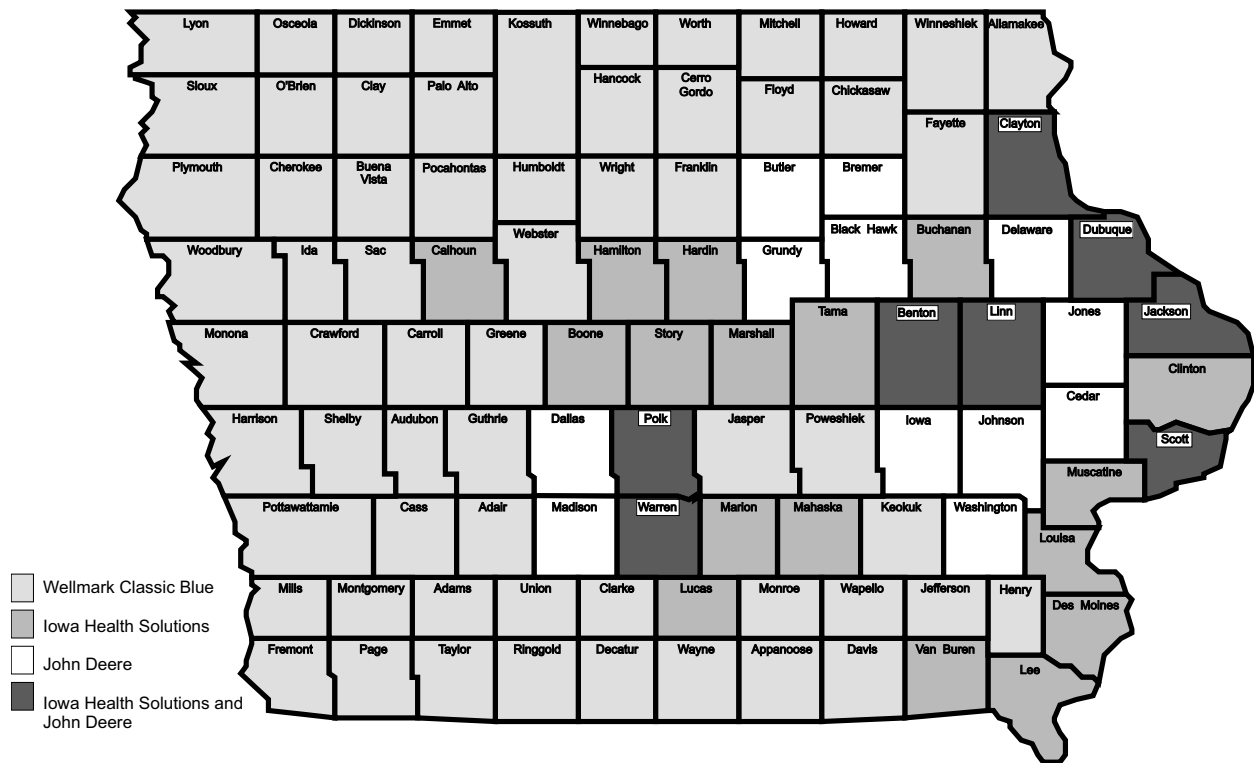 Lyon
Osceola
Dickinson
Emmet
Kossuth
Winnebago
Worth
Mitchell
Howard
Winneshiek
Allamakee
Hancock
Cerro
Gordo
Sioux
O'Brien
Clay
Palo Alto
Floyd
Chickasaw
Fayette
Clayton
Plymouth
Cherokee
Buena
Vista
Pocahontas
Humboldt
Wright
Franklin
Butler
Bremer
Webster
Black Hawk
Buchanan
Delaware
Dubuque
Woodbury
Ida
Sac
Calhoun
Hamilton
Hardin
Grundy
Tama
Benton
Linn
Jones
Jackson
Monona
Crawford
Carroll
Greene
Boone
Story
Marshall
Clinton
Cedar
Harrison
Shelby
Audubon
Guthrie
Dallas
Polk
Jasper
Poweshiek
Iowa
Johnson
Scott
Muscatine
Pottawattamie
Cass
Adair
Madison
Warren
Marion
Mahaska
Keokuk
Washington
Louisa
Mills
Montgomery
Adams
Union
Clarke
Lucas
Monroe
Wapello
Jefferson
Henry
Des Moines
Fremont
Page
Taylor
Ringgold
Decatur
Wayne
Appanoose
Davis
Van Buren
Lee
Wellmark Classic Blue
Iowa Health Solutions
John Deere
Iowa Health Solutions and
John Deere